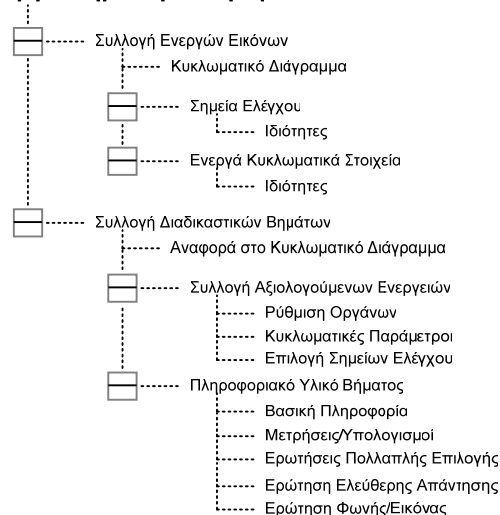 Συλλογή Ενεργών Εικόνων
Κυκλωματικό Διάγραμμα
Σημεία Ελέγχου
Ιδιότητες
Ενεργά Κυκλωματικά Στοιχεία
Ιδιότητες
Συλλογή Διαδικαστικών Βημάτων
Αναφορά στο Κυκλωματικό Διάγραμμα
Συλλογή Αξιολογούμενων Ενεργειών
Ρύθμιση Οργάνων
Κυκλωματικές Παράμετροι
Επιλογή Σημείων Ελέγχου
Πληροφοριακό Υλικό Βήματος
Βασική Πληροφορία
Μετρήσεις/Υπολογισμοί
Ερωτήσεις Πολλαπλής Επιλογής
Ερώτηση Ελεύθερης Απάντησης
Ερώτηση Φωνής/Εικόνας